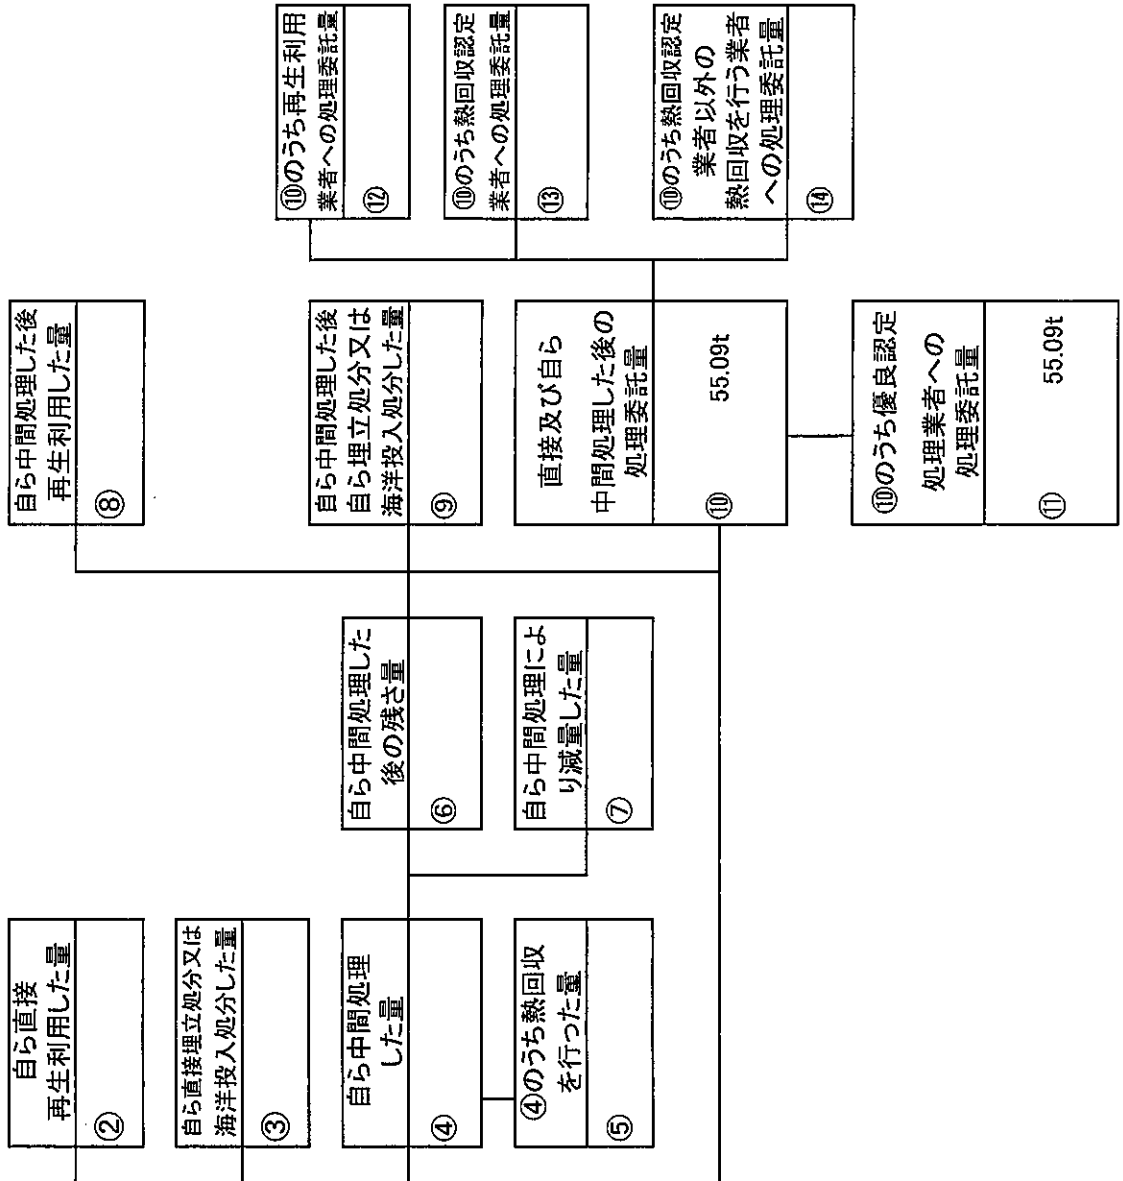 自ら直接
再生利用した量
②
自ら直接埋立処分又は
海洋投入処分した量
③
自ら中間処理
した量
④
④のうち熱回収
を行った量
⑤
自ら中間処理した
後の残さ量
⑥
自ら中間処理によ
り減量した量
⑦
自ら中間処理した後
再生利用した量
⑧
自ら中間処理した後
自ら埋立処分又は
海洋投入処分した量
⑨
直接及び自ら
中間処理した後の
処理委託量
⑩ 55.09t
⑩のうち優良認定
処理業者への
処理委託量
⑪ 55.09t
⑩のうち再生利用
業者への処理委託量
⑫
⑩のうち熱回収認定
業者への処理委託量
⑬
⑩のうち熱回収認定
業者以外の
熱回収を行う業者
への処理委託量
⑭